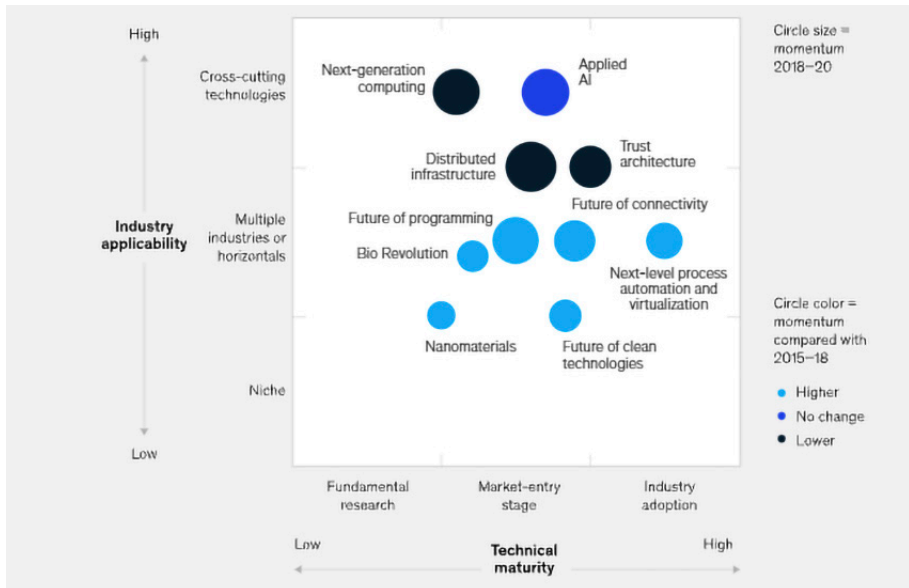 High
Cross-cutting
technologies
Industry
applicability
Multiple
industries or
horizontals
Niche
Low
Next-generation
computing
Applied
AI
Distributed
infrastructure
Trust
architecture
Future of programming
Future of connectivity
Bio Revolution
Next-level process
automation and
virtualization
Nanomaterials
Future of clean
technologies
Circle size =
momentum
2018–20
Circle color =
momentum
compared with
2015–18
Higher
No change
Lower
Fundamental
research
Market-entry
stage
Industry
adoption
Low
Technical
maturity
High